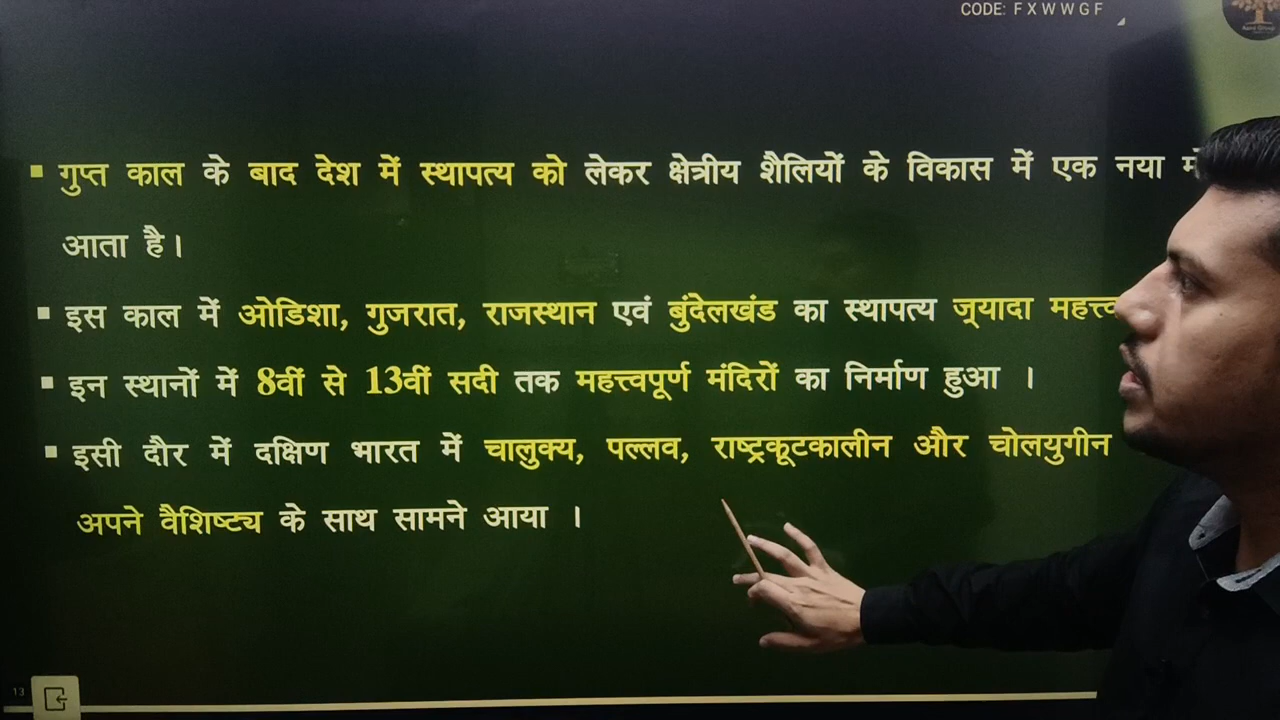 CODE: F X W W G F
▪ गुप्त काल के बाद देश में स्थापत्य को लेकर क्षेत्रीय शैलियों के विकास में एक नया
आता है।
▪ इस काल में ओडिशा, गुजरात, राजस्थान एवं बुंदेलखंड का स्थापत्य ज़्यादा
▪ इन स्थानों में 8वीं से 13वीं सदी तक महत्त्वपूर्ण मंदिरों का निर्माण हुआ ।
▪ इसी दौर में दक्षिण भारत में चालुक्य, पल्लव, राष्ट्रकूटकालीन और चोलयुगीन
अपने वैशिष्ट्य के साथ सामने आया ।
13